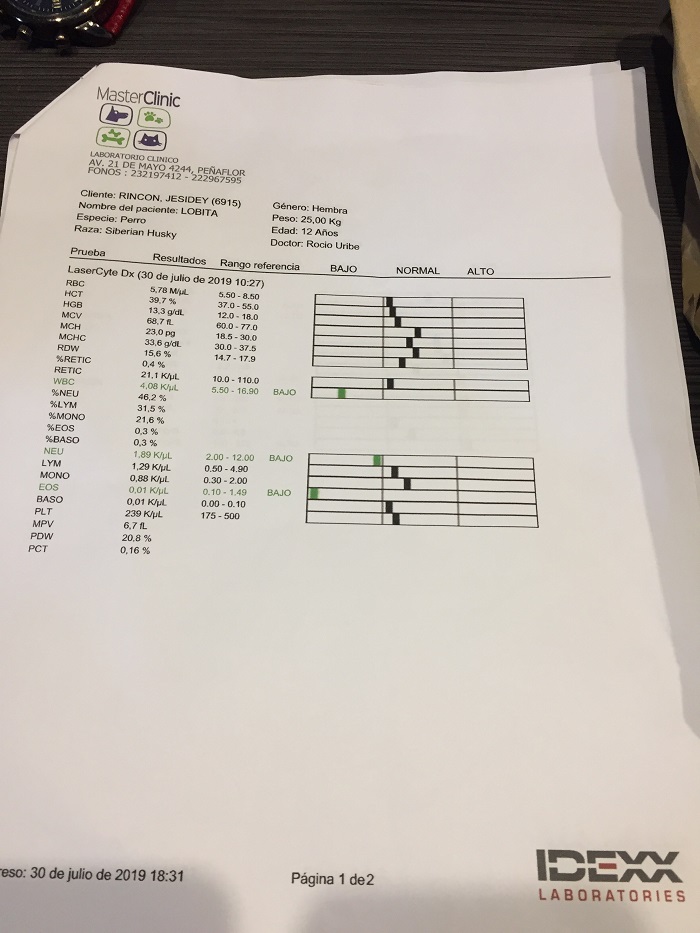 MasterClinic
LABORATORIO CLINICO
AV. 21 DE MAYO 4244, PEÑAFLOR
FONOS : 232197412 - 222967595
Cliente: RINCON, JESIDEY (6915)
Nombre del paciente: LOBITA
Especie: Perro
Raza: Siberian Husky
Género: Hembra
Peso: 25,00 Kg
Edad: 12 Años
Doctor: Rocio Uribe
Prueba Resultados Rango referencia BAJO NORMAL ALTO
LaserCyte Dx (30 de julio de 2019 10:27)
RBC 5,78 M/µL 5.50 - 8.50
HCT 39,7 % 37.0 - 55.0
HGB 13,3 g/dL 12.0 - 18.0
MCV 68,7 fL 60.0 - 77.0
MCH 23,0 pg 18.5 - 30.0
MCHC 33,6 g/dL 30.0 - 37.5
RDW 15,6 % 14.7 - 17.9
%RETIC 0,4 %
RETIC 21,1 K/µL 10.0 - 110.0
WBC 4,08 K/µL 5.50 - 16.90 BAJO
%NEU 46,2 %
%LYM 31,5 %
%MONO 21,6 %
%EOS 0,3 %
%BASO 0,3 %
NEU 1,89 K/µL 2.00 - 12.00 BAJO
LYM 1,29 K/µL 0.50 - 4.90
MONO 0,88 K/µL 0.30 - 2.00
EOS 0,01 K/µL 0.10 - 1.49 BAJO
BASO 0,01 K/µL 0.00 - 0.10
PLT 239 K/µL 175 - 500
MPV 6,7 fL
PDW 20,8 %
PCT 0,16 %
reso: 30 de julio de 2019 18:31
Página 1 de2
IDEXX
LABORATORIES